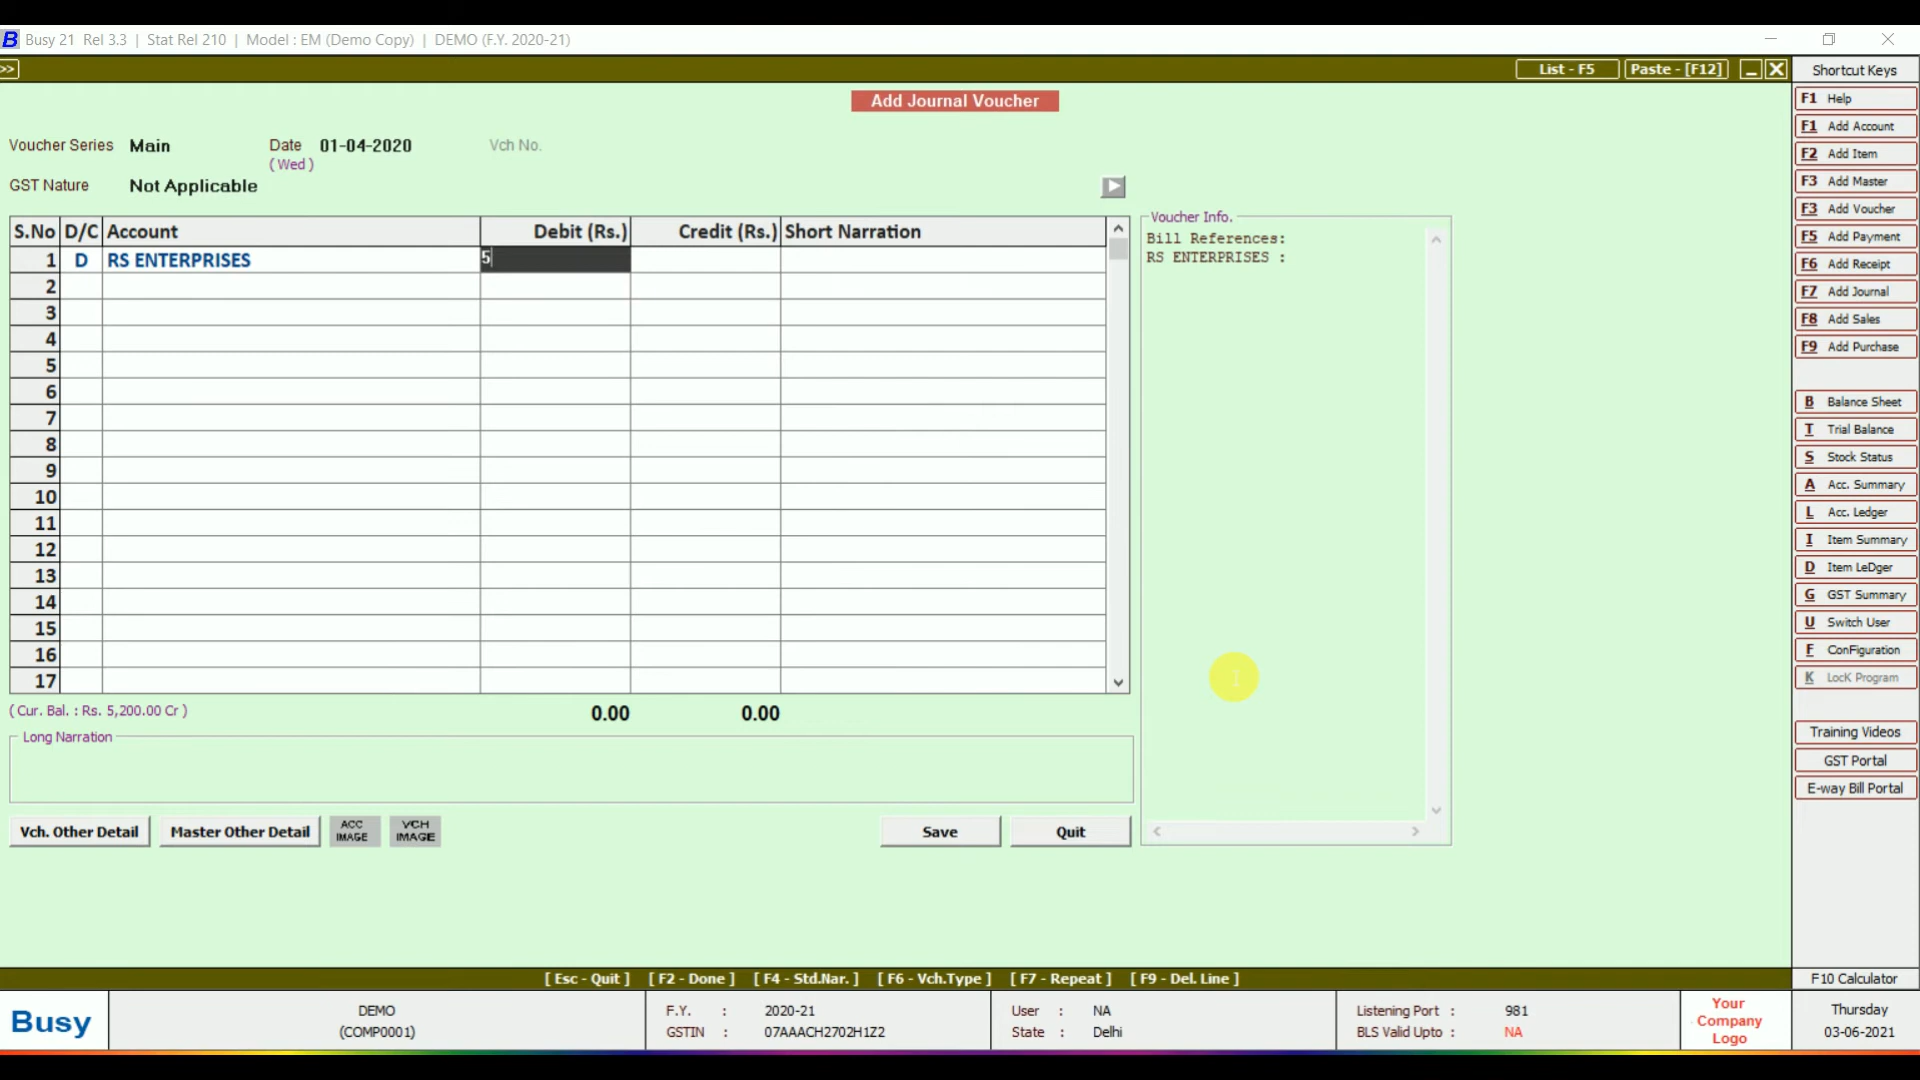 B Busy 21 Rel 3.3 | Stat Rel 210 | Model : EM (Demo Copy) | DEMO (F.Y. 2020-21)
>> List - F5 Paste - [F12] Shortcut Keys
Add Journal Voucher
Voucher Series Main Date 01-04-2020 Vch No.
( Wed )
GST Nature Not Applicable
S.No D/C Account Debit (Rs.) Credit (Rs.) Short Narration
1 D RS ENTERPRISES 5
2
3
4
5
6
7
8
9
10
11
12
13
14
15
16
17
( Cur. Bal. : Rs. 5,200.00 Cr ) 0.00 0.00
Long Narration
Vch. Other Detail Master Other Detail ACC IMAGE VCH IMAGE Save Quit
Voucher Info.
Bill References:
RS ENTERPRISES :
F1 Help
F1 Add Account
F2 Add Item
F3 Add Master
F3 Add Voucher
F5 Add Payment
F6 Add Receipt
F7 Add Journal
F8 Add Sales
F9 Add Purchase
B Balance Sheet
T Trial Balance
S Stock Status
A Acc. Summary
L Acc. Ledger
I Item Summary
D Item LeDger
G GST Summary
U Switch User
F ConFiguration
K LocK Program
Training Videos
GST Portal
E-way Bill Portal
[ Esc - Quit ] [ F2 - Done ] [ F4 - Std.Nar. ] [ F6 - Vch.Type ] [ F7 - Repeat ] [ F9 - Del. Line ] F10 Calculator
Busy
DEMO
(COMP0001)
F.Y. : 2020-21
GSTIN : 07AAACH2702H1Z2
User : NA
State : Delhi
Listening Port : 981
BLS Valid Upto : NA
Your
Company
Logo
Thursday
03-06-2021